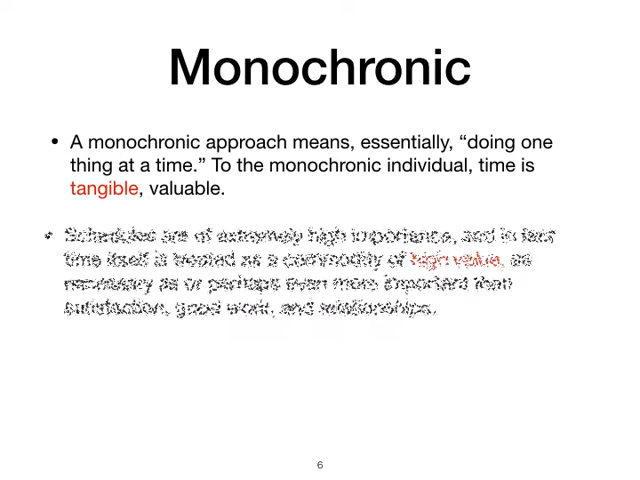 Monochronic
• A monochronic approach means, essentially, “doing one
thing at a time.” To the monochronic individual, time is
tangible, valuable.
• Schedules are of extremely high importance, and in fact
time itself is treated as a commodity of high value, as
necessary as or perhaps even more important than
satisfaction, good work, and relationships.
6